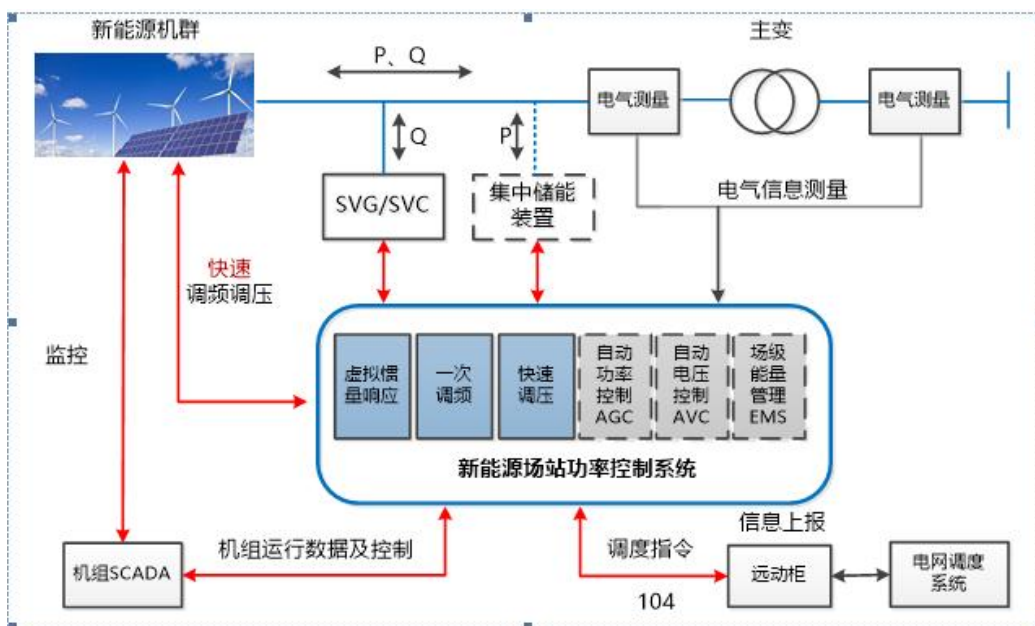 新能源机群
主变
P、Q
电气测量
电气测量
Q
P
SVG/SVC
集中储能
装置
电气信息测量
快速
调频调压
监控
虚拟惯
量响应
一次
调频
快速
调压
自动
功率
控制
AGC
自动
电压
控制
AVC
场级
能量
管理
EMS
新能源场站功率控制系统
信息上报
机组运行数据及控制
调度指令
机组SCADA
远动柜
电网调度
系统
104